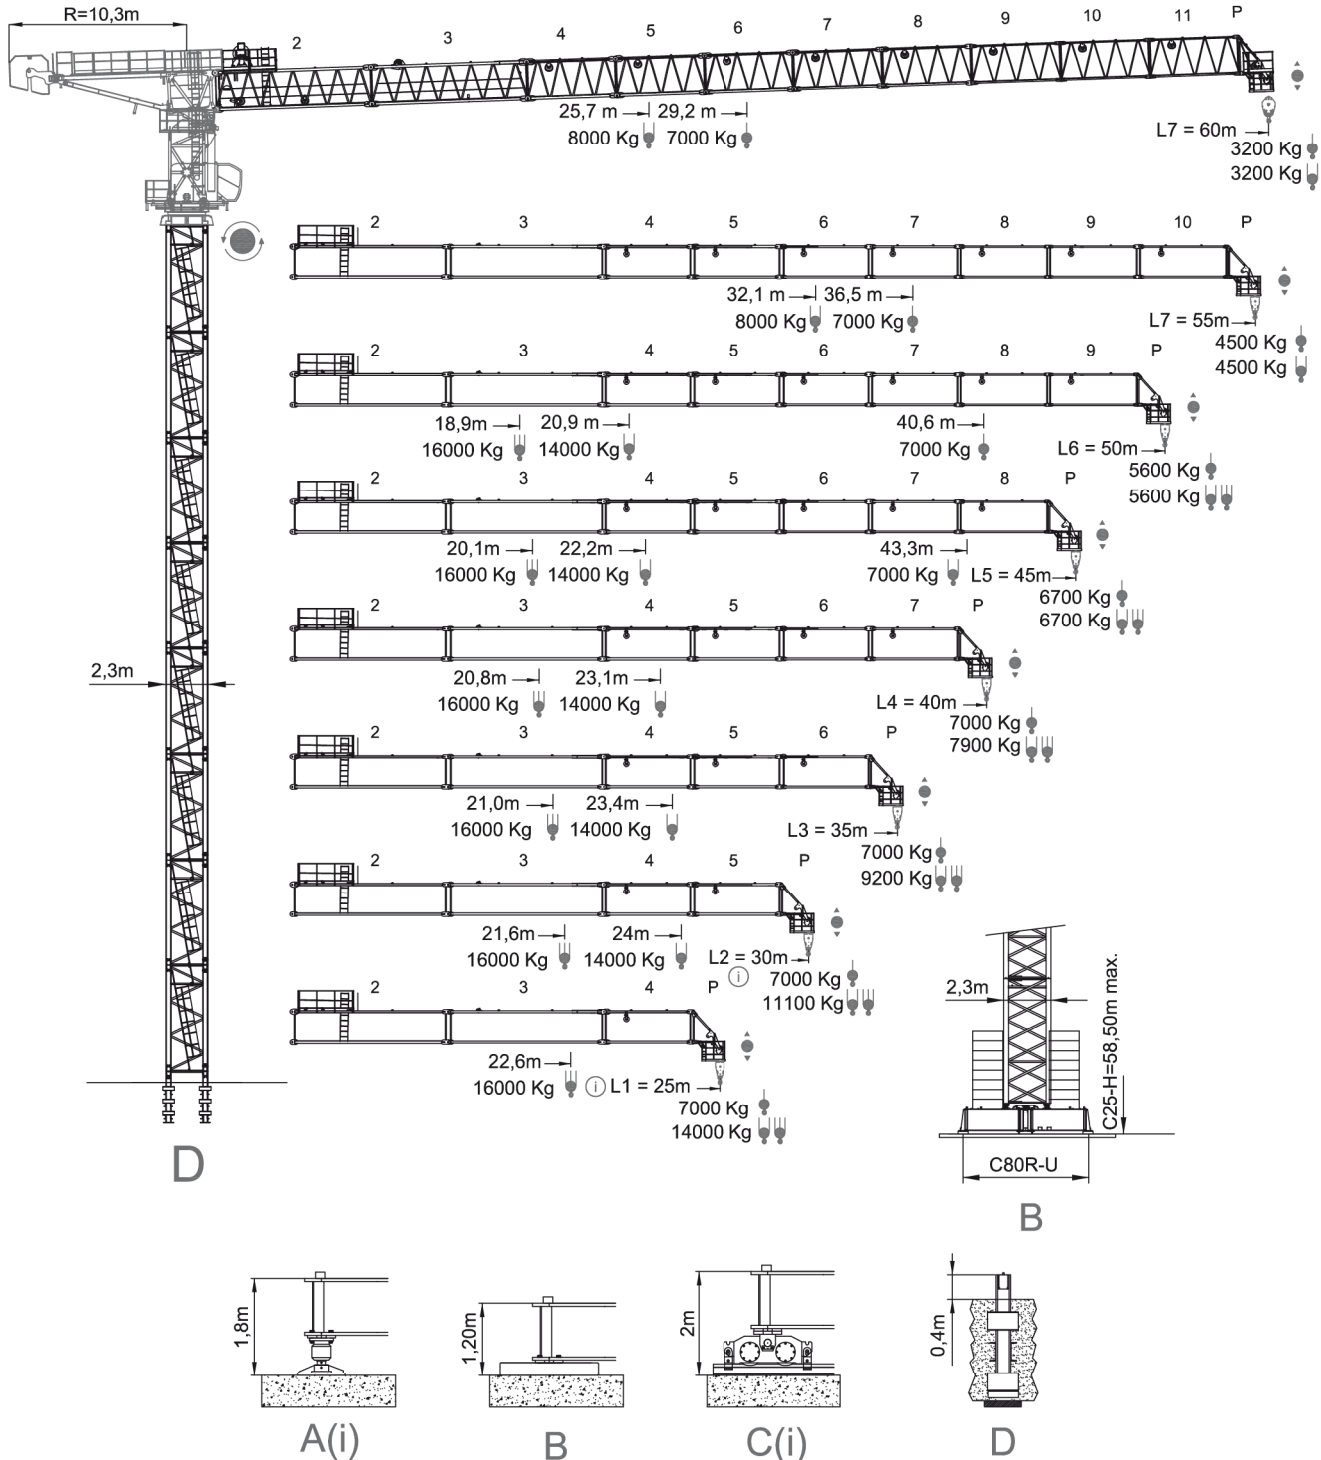 R=10,3m
2 3 4 5 6 7 8 9 10 11 P
25,7 m 29,2 m
8000 Kg 7000 Kg
L7 = 60m
3200 Kg
3200 Kg
2 3 4 5 6 7 8 9 10 P
32,1 m 36,5 m
8000 Kg 7000 Kg
L7 = 55m
4500 Kg
4500 Kg
2 3 4 5 6 7 8 9 P
18,9m 20,9 m 40,6 m
16000 Kg 14000 Kg 7000 Kg
L6 = 50m
5600 Kg
5600 Kg
2 3 4 5 6 7 8 P
20,1m 22,2m 43,3m
16000 Kg 14000 Kg 7000 Kg L5 = 45m
6700 Kg
6700 Kg
2 3 4 5 6 7 P
2,3m
20,8m 23,1m
16000 Kg 14000 Kg L4 = 40m
7000 Kg
7900 Kg
2 3 4 5 6 P
21,0m 23,4m
16000 Kg 14000 Kg L3 = 35m
7000 Kg
9200 Kg
2 3 4 5 P
21,6m 24m
16000 Kg 14000 Kg L2 = 30m
i 7000 Kg
11100 Kg
2 3 4 P
22,6m
16000 Kg i L1 = 25m
7000 Kg
14000 Kg
D
2,3m
C25-H=58,50m max.
C80R-U
B
1,8m
A(i)
1,20m
B
2m
C(i)
0,4m
D